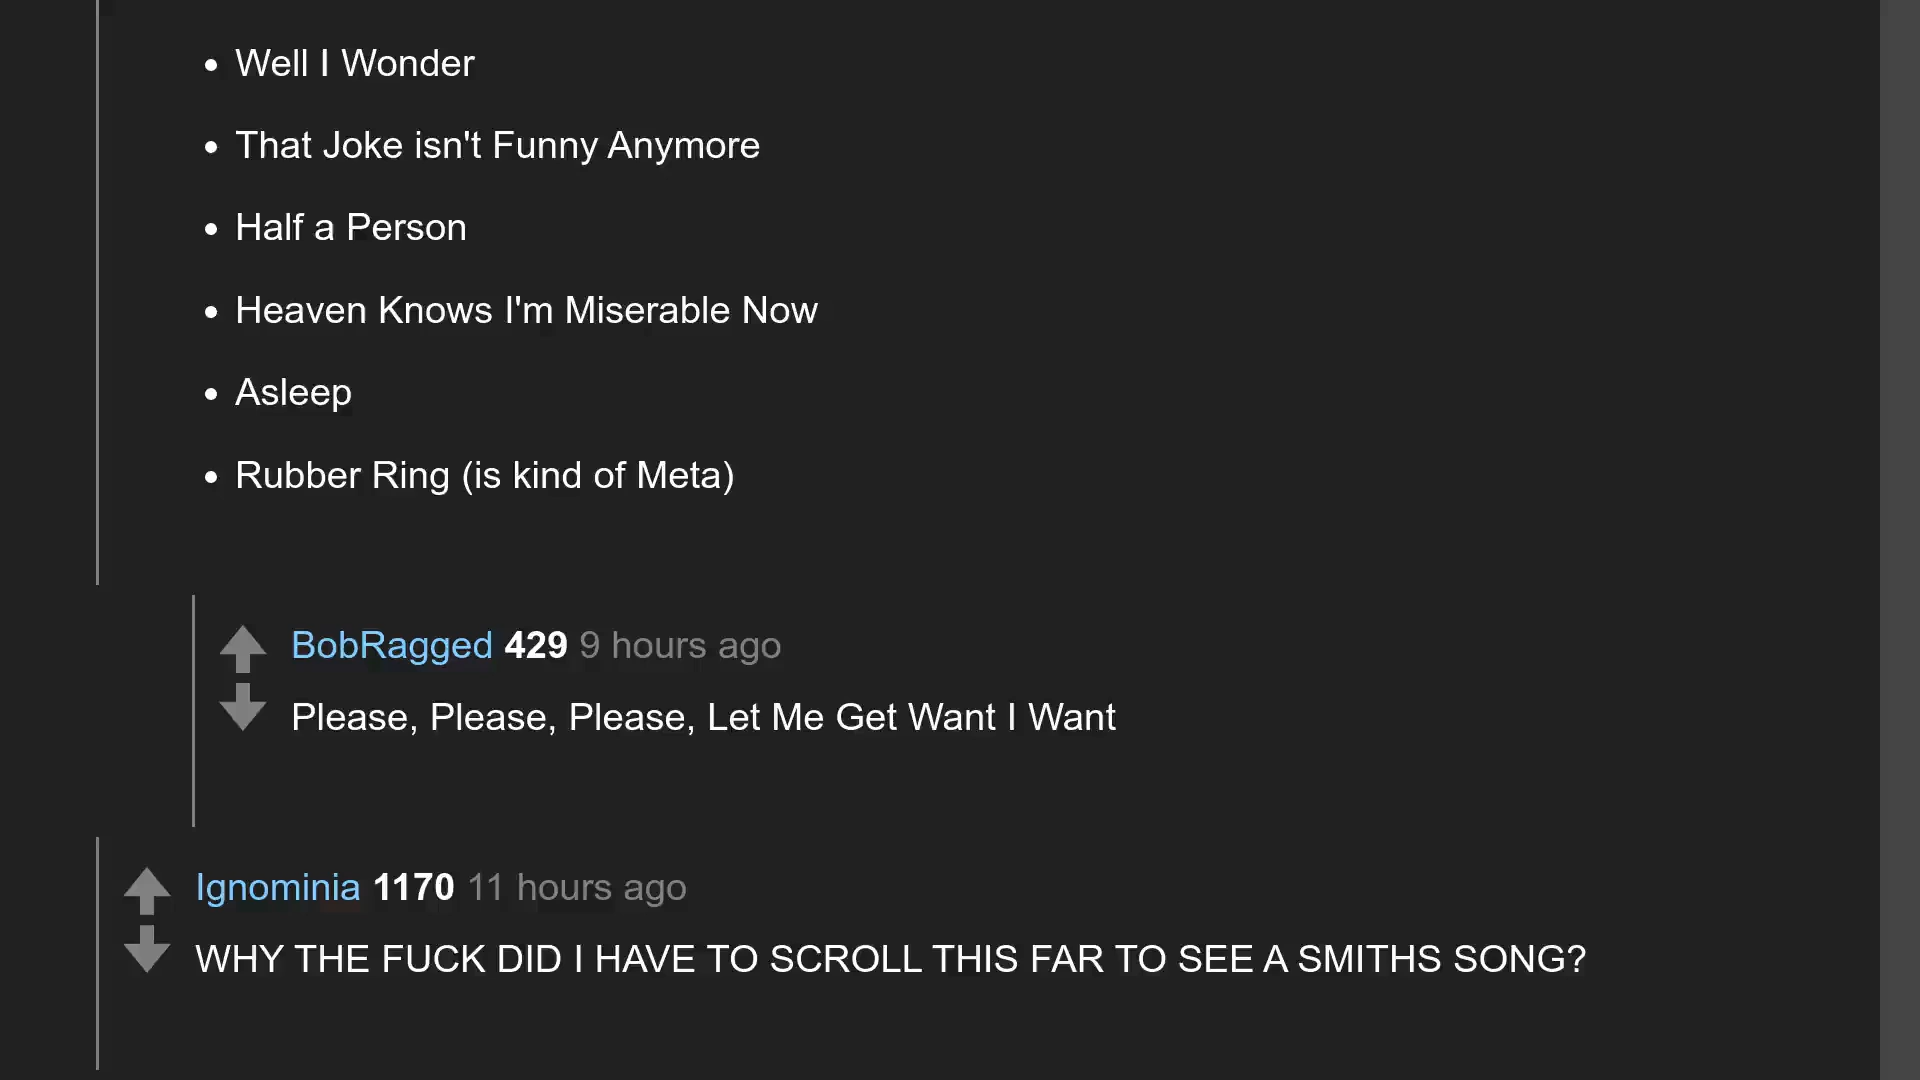 Well I Wonder
That Joke isn't Funny Anymore
Half a Person
Heaven Knows I'm Miserable Now
Asleep
Rubber Ring (is kind of Meta)
BobRagged 429 9 hours ago
Please, Please, Please, Let Me Get Want I Want
Ignominia 1170 11 hours ago
WHY THE FUCK DID I HAVE TO SCROLL THIS FAR TO SEE A SMITHS SONG?